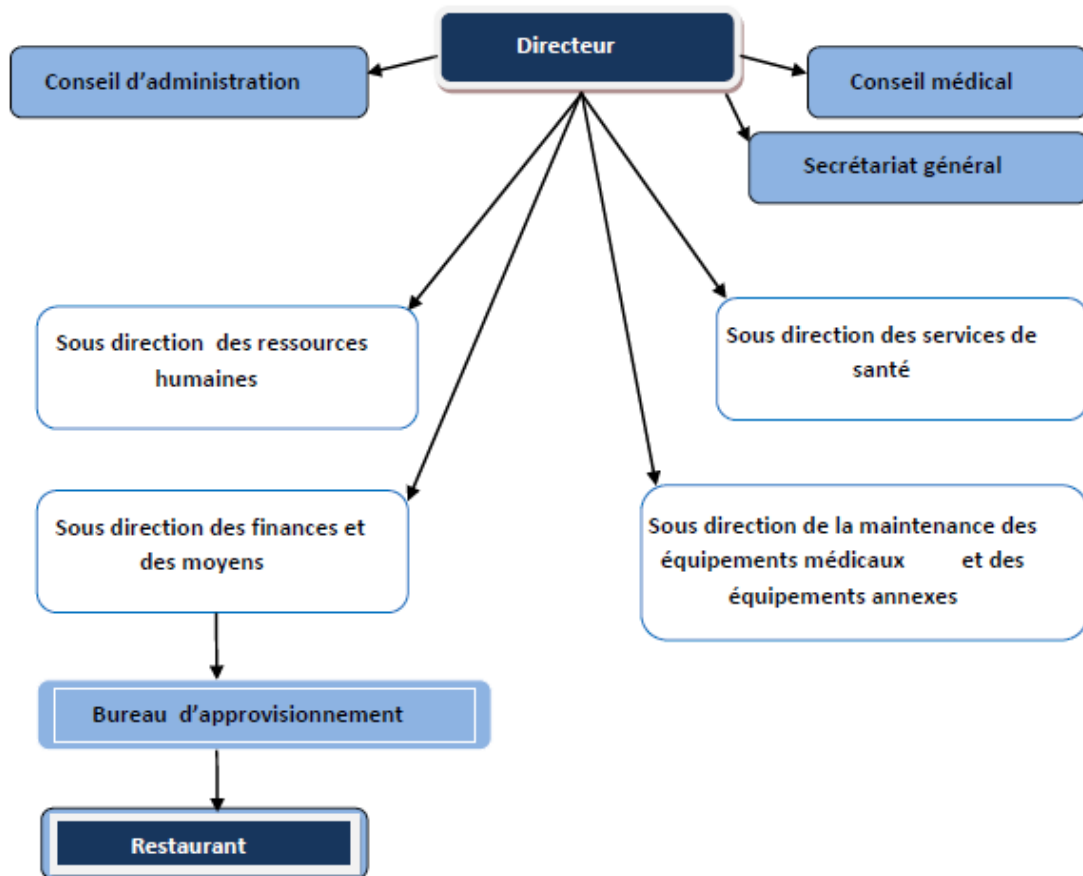 Directeur
Conseil d’administration
Conseil médical
Secrétariat général
Sous direction des ressources
humaines
Sous direction des services de
santé
Sous direction des finances et
des moyens
Sous direction de la maintenance des
équipements médicaux et des
équipements annexes
Bureau d’approvisionnement
Restaurant